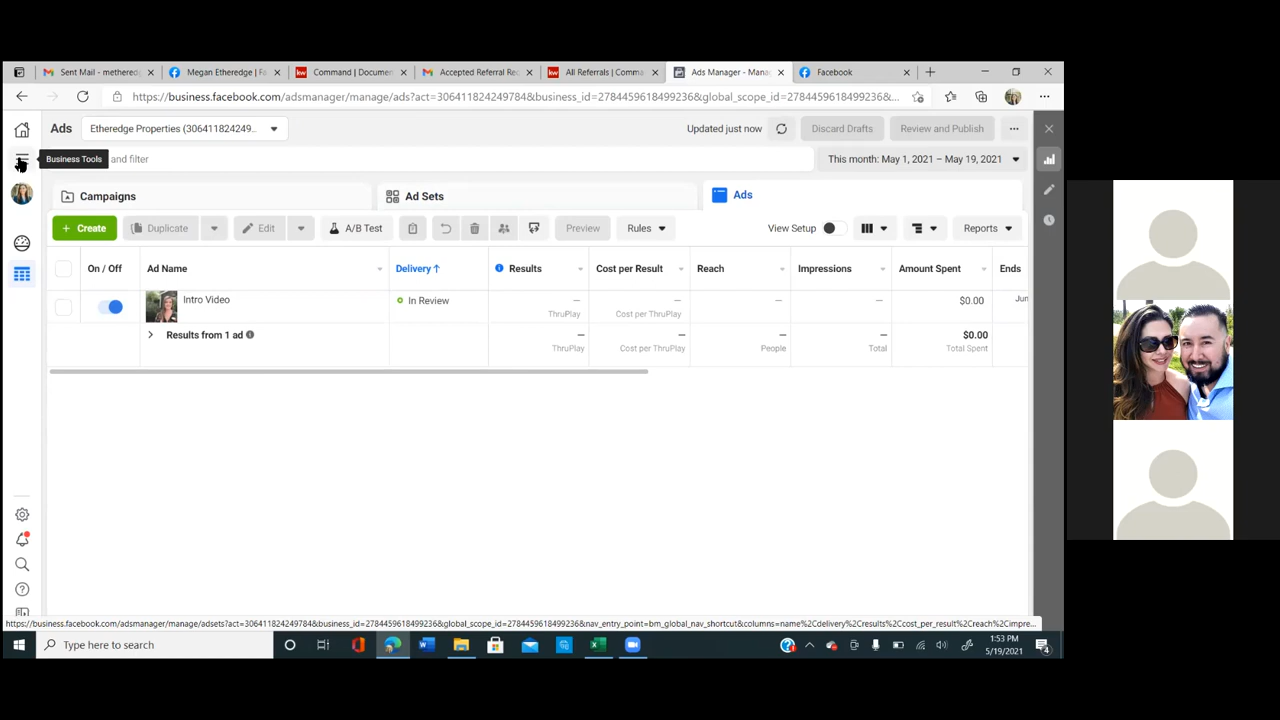 Sent Mail - methered
Megan Etheredge | Fa
Command | Documen
Accepted Referral Re
All Referrals | Comma
Ads Manager - Mana
Facebook
https://business.facebook.com/adsmanager/manage/ads?act=306411824249784&business_id=2784459618499236&global_scope_id=2784459618499236&...
Ads
Etheredge Properties (306411824249...
Updated just now
Discard Drafts
Review and Publish
Business Tools
and filter
This month: May 1, 2021 – May 19, 2021
Campaigns
Ad Sets
Ads
+ Create
Duplicate
Edit
A/B Test
Preview
Rules
View Setup
Reports
On / Off
Ad Name
Delivery ↑
Results
Cost per Result
Reach
Impressions
Amount Spent
Ends
Intro Video
In Review
—
—
—
—
$0.00
Jun
ThruPlay
Cost per ThruPlay
Results from 1 ad
—
—
—
—
$0.00
ThruPlay
Cost per ThruPlay
People
Total
Total Spent
https://business.facebook.com/adsmanager/manage/adsets?act=306411824249784&business_id=2784459618499236&global_scope_id=2784459618499236&nav_entry_point=bm_global_nav_shortcut&columns=name%2Cdelivery%2Cresults%2Ccost_per_result%2Creach%2Cimpre...
Type here to search
1:53 PM
5/19/2021
4